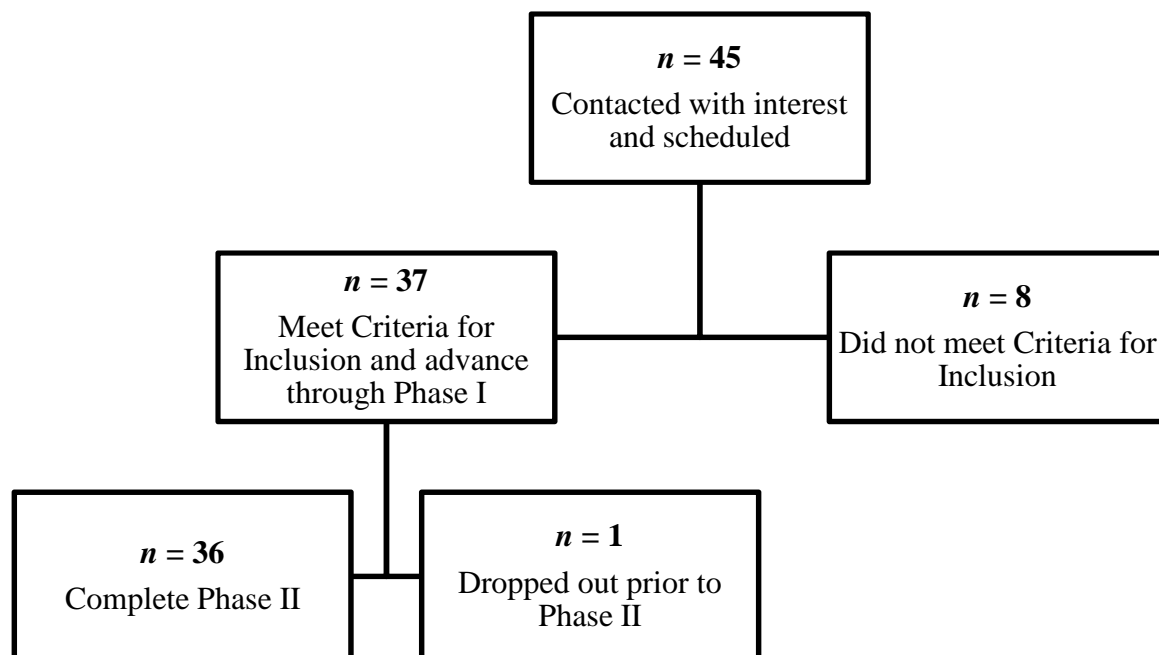 n = 45
Contacted with interest
and scheduled
n = 37
Meet Criteria for
Inclusion and advance
through Phase I
n = 8
Did not meet Criteria for
Inclusion
n = 36
Complete Phase II
n = 1
Dropped out prior to
Phase II